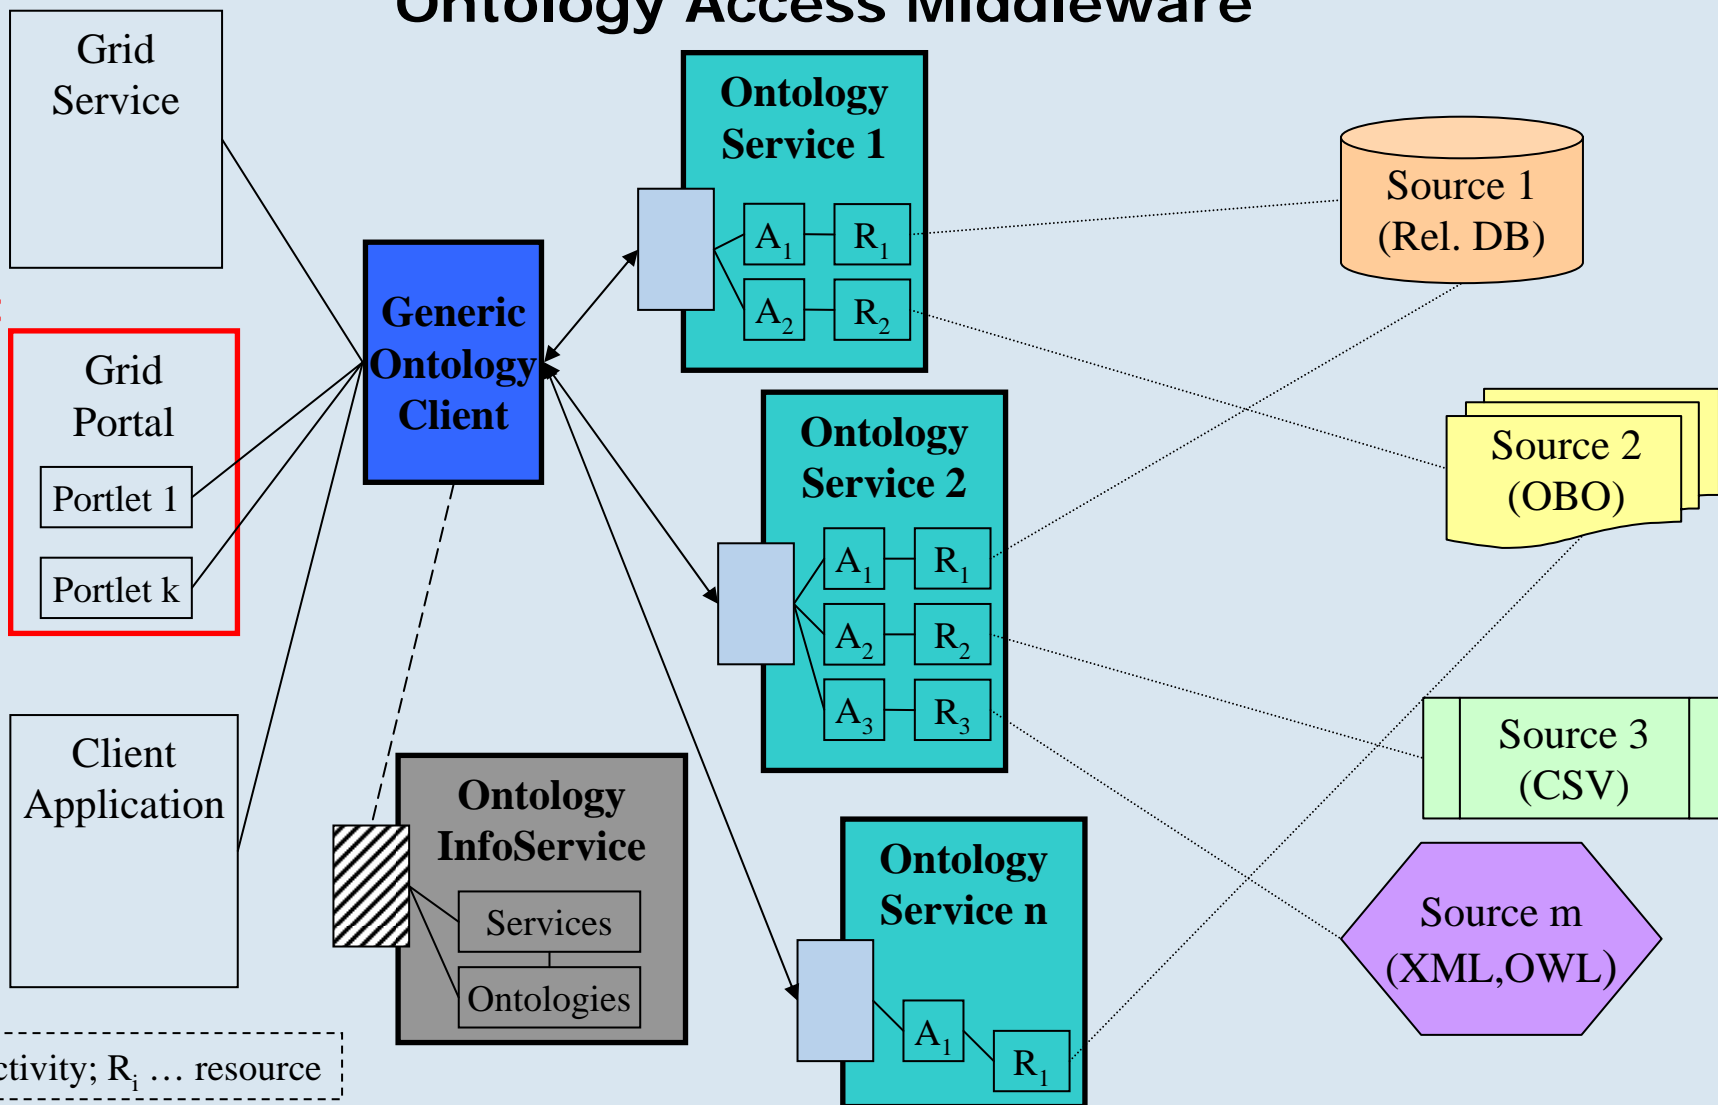 Ontology Access Middleware
Grid
Service
Grid
Portal
Portlet 1
Portlet k
Client
Application
Generic
Ontology
Client
Ontology
InfoService
Services
Ontologies
Ontology
Service 1
A1 R1
A2 R2
Ontology
Service 2
A1 R1
A2 R2
A3 R3
Ontology
Service n
A1
R1
Source 1
(Rel. DB)
Source 2
(OBO)
Source 3
(CSV)
Source m
(XML,OWL)
ctivity; Ri … resource